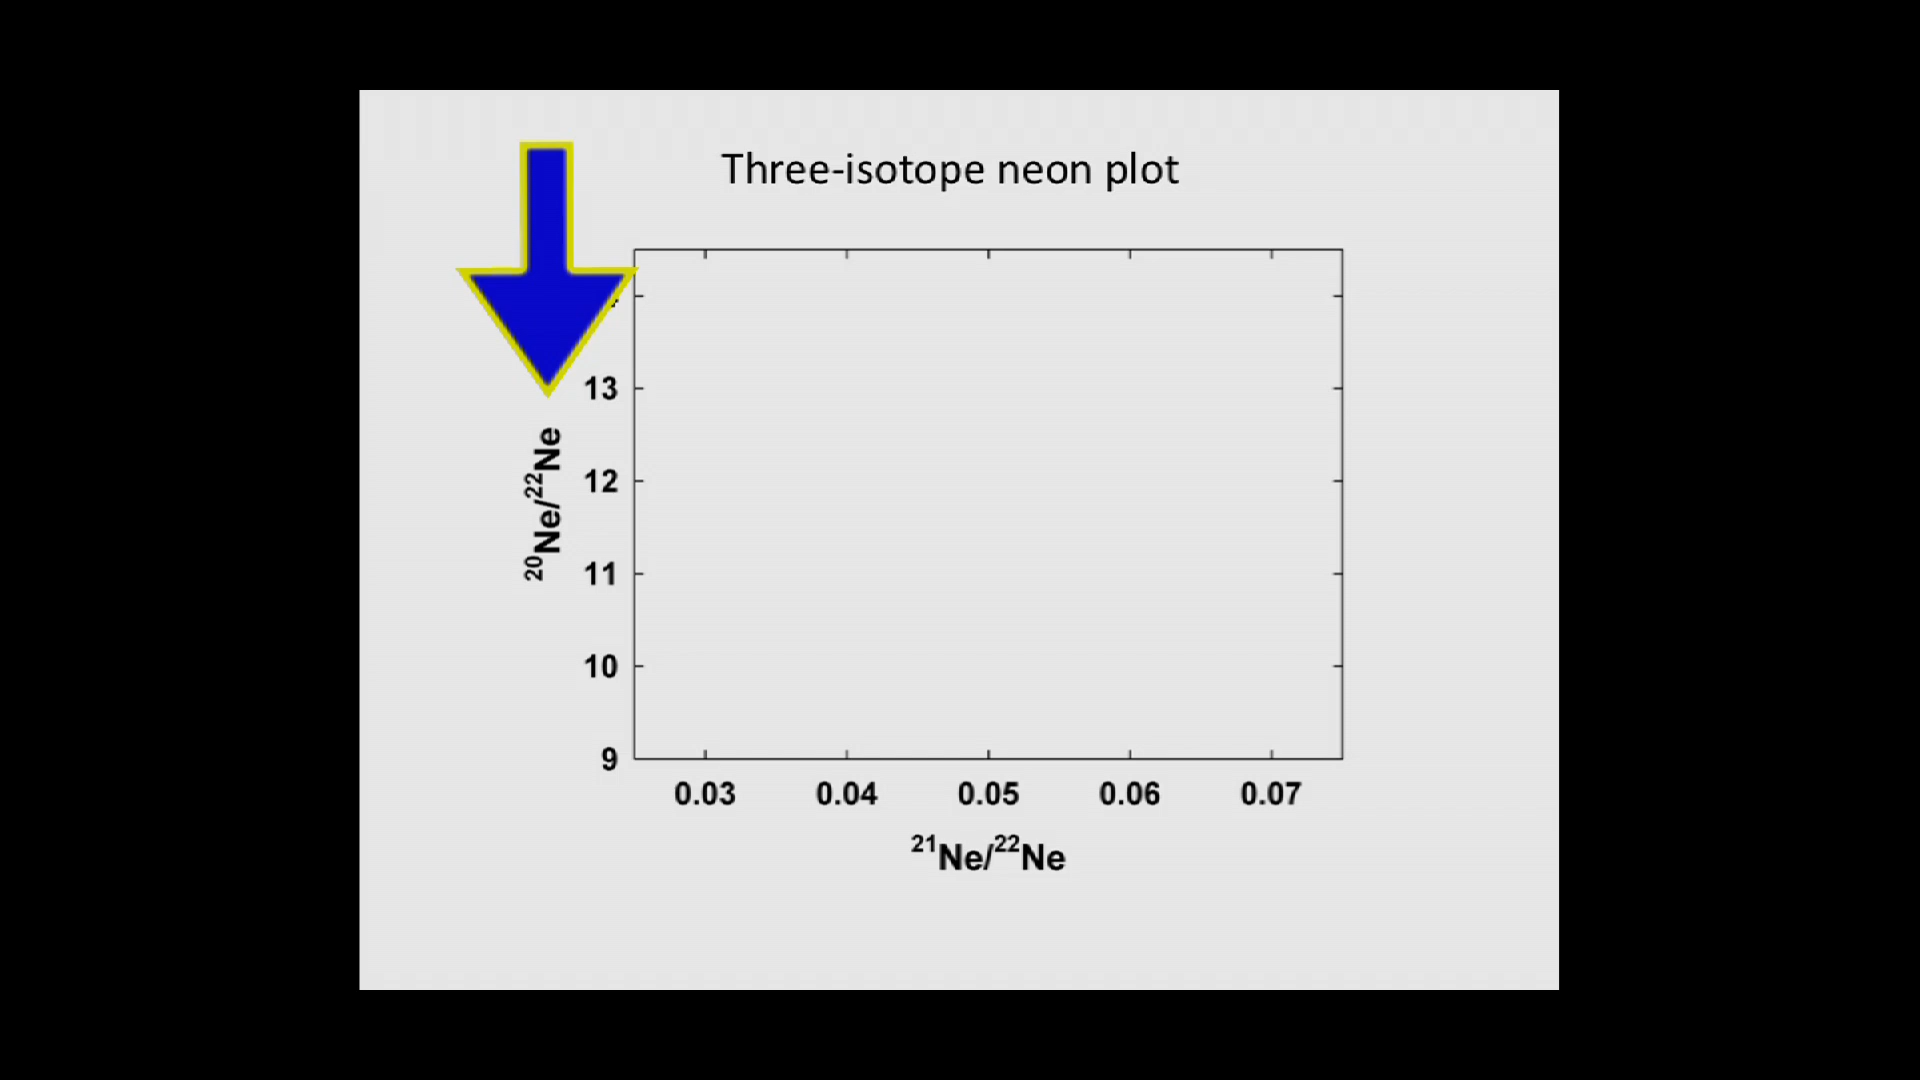 Three-isotope neon plot
13
12
11
10
9
²⁰Ne/²²Ne
0.03 0.04 0.05 0.06 0.07
²¹Ne/²²Ne